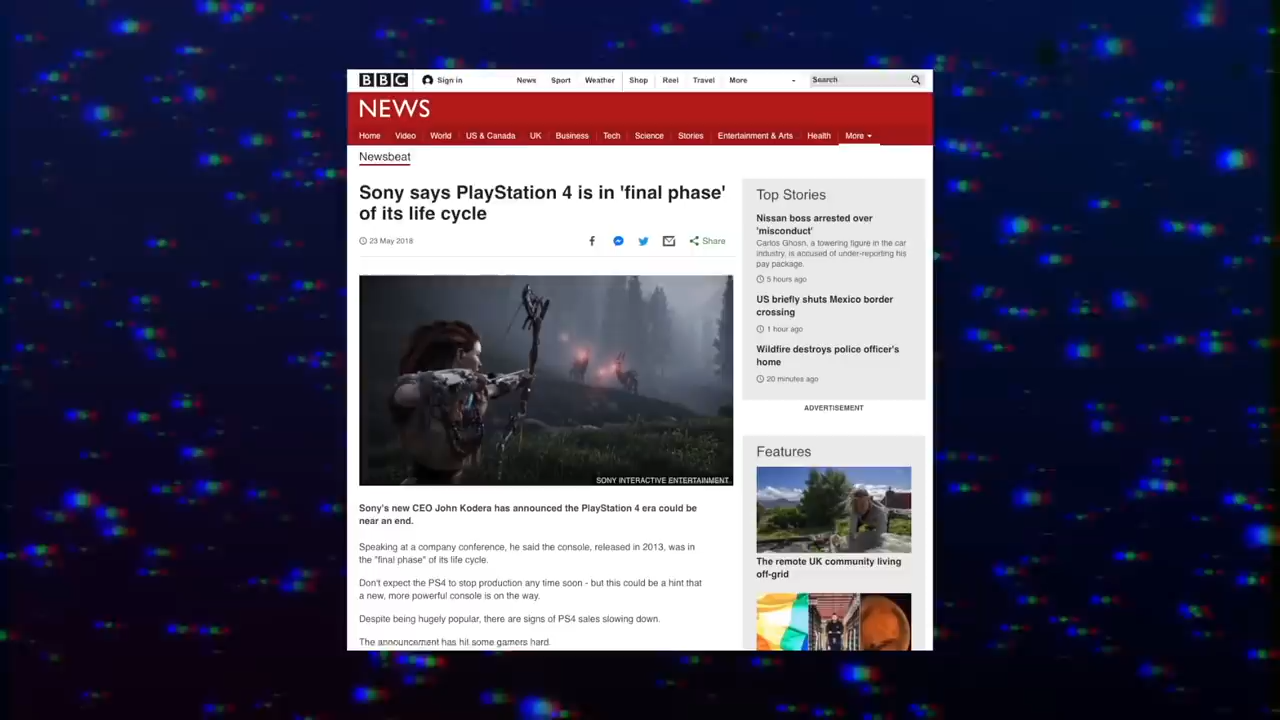 BBC Sign in News Sport Weather Shop Reel Travel More Search
NEWS
Home Video World US & Canada UK Business Tech Science Stories Entertainment & Arts Health More
Newsbeat
Sony says PlayStation 4 is in 'final phase'
of its life cycle
23 May 2018
Share
SONY INTERACTIVE ENTERTAINMENT
Sony's new CEO John Kodera has announced the PlayStation 4 era could be
near an end.
Speaking at a company conference, he said the console, released in 2013, was in
the "final phase" of its life cycle.
Don't expect the PS4 to stop production any time soon - but this could be a hint that
a new, more powerful console is on the way.
Despite being hugely popular, there are signs of PS4 sales slowing down.
The announcement has hit some gamers hard.
Top Stories
Nissan boss arrested over
'misconduct'
Carlos Ghosn, a towering figure in the car
industry, is accused of under-reporting his
pay package.
5 hours ago
US briefly shuts Mexico border
crossing
1 hour ago
Wildfire destroys police officer's
home
20 minutes ago
ADVERTISEMENT
Features
The remote UK community living
off-grid